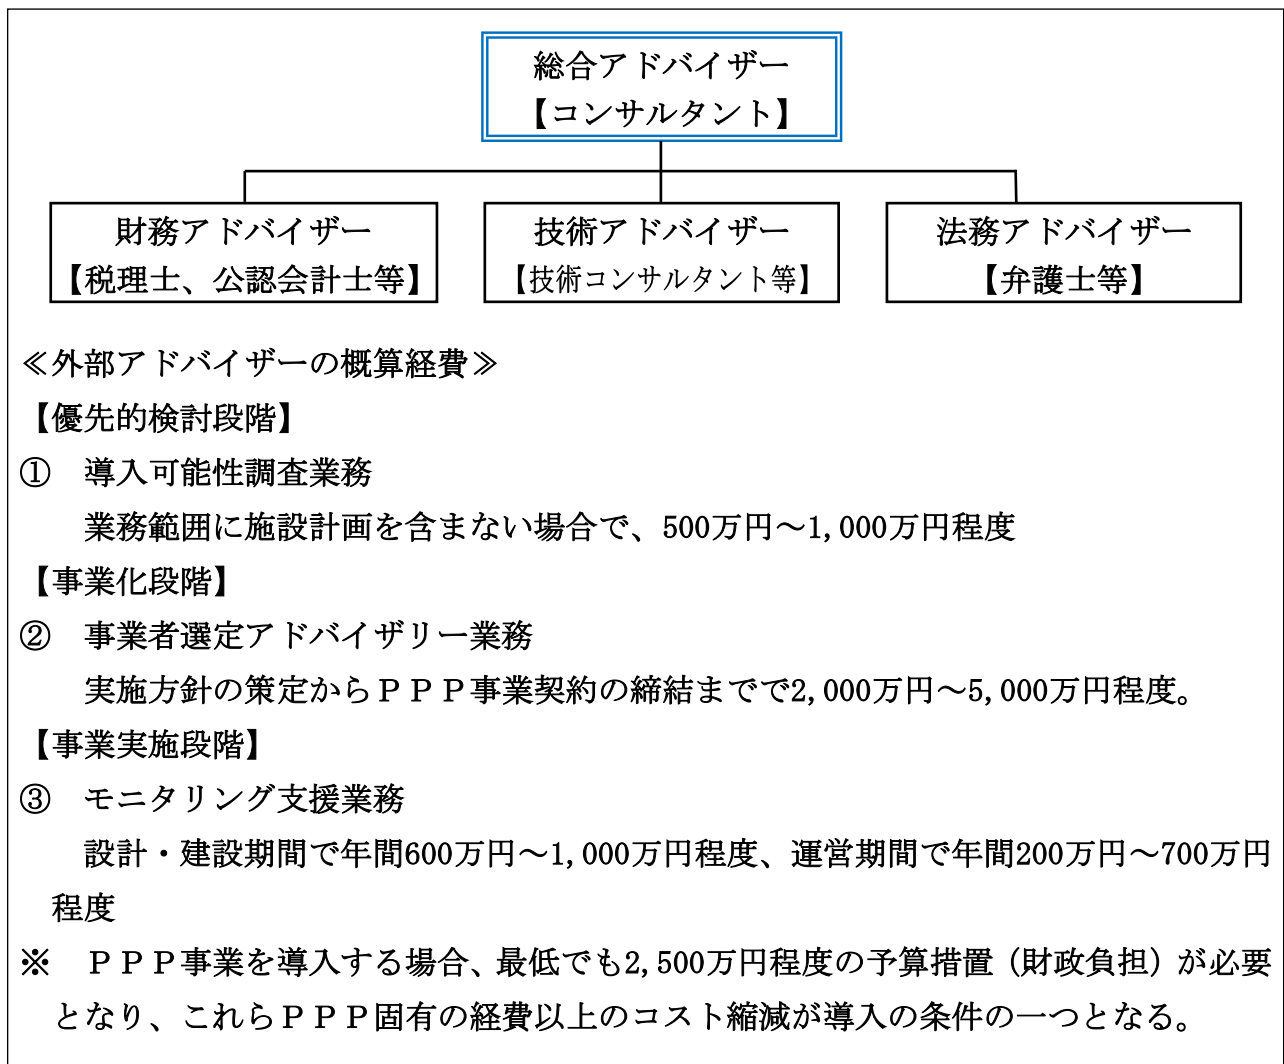 総合アドバイザー
【コンサルタント】
財務アドバイザー
【税理士、公認会計士等】
技術アドバイザー
【技術コンサルタント等】
法務アドバイザー
【弁護士等】
≪外部アドバイザーの概算経費≫
【優先的検討段階】
①　導入可能性調査業務
業務範囲に施設計画を含まない場合で、500万円～1,000万円程度
【事業化段階】
②　事業者選定アドバイザリー業務
実施方針の策定からＰＰＰ事業契約の締結までで2,000万円～5,000万円程度。
【事業実施段階】
③　モニタリング支援業務
設計・建設期間で年間600万円～1,000万円程度、運営期間で年間200万円～700万円
程度
※　ＰＰＰ事業を導入する場合、最低でも2,500万円程度の予算措置（財政負担）が必要
となり、これらＰＰＰ固有の経費以上のコスト縮減が導入の条件の一つとなる。